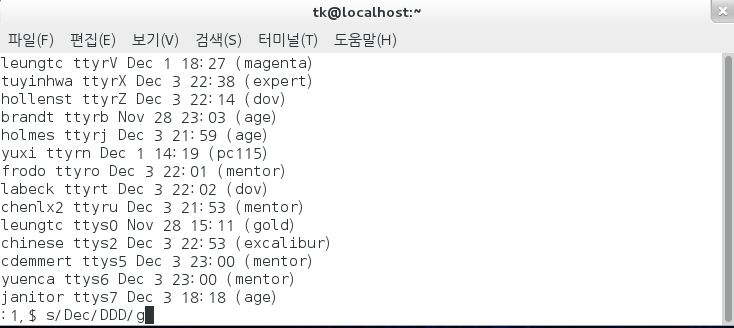 tk@localhost:~
파일(F) 편집(E) 보기(V) 검색(S) 터미널(T) 도움말(H)
leungtc ttyrV Dec 1 18:27 (magenta)
tuyinhwa ttyrX Dec 3 22:38 (expert)
hollenst ttyrZ Dec 3 22:14 (dov)
brandt ttyrb Nov 28 23:03 (age)
holmes ttyrj Dec 3 21:59 (age)
yuxi ttyrn Dec 1 14:19 (pc115)
frodo ttyro Dec 3 22:01 (mentor)
labeck ttyrt Dec 3 22:02 (dov)
chenlx2 ttyru Dec 3 21:53 (mentor)
leungtc ttys0 Nov 28 15:11 (gold)
chinese ttys2 Dec 3 22:53 (excalibur)
cdemmert ttys5 Dec 3 23:00 (mentor)
yuenca ttys6 Dec 3 23:00 (mentor)
janitor ttys7 Dec 3 18:18 (age)
:1,$ s/Dec/DDD/g